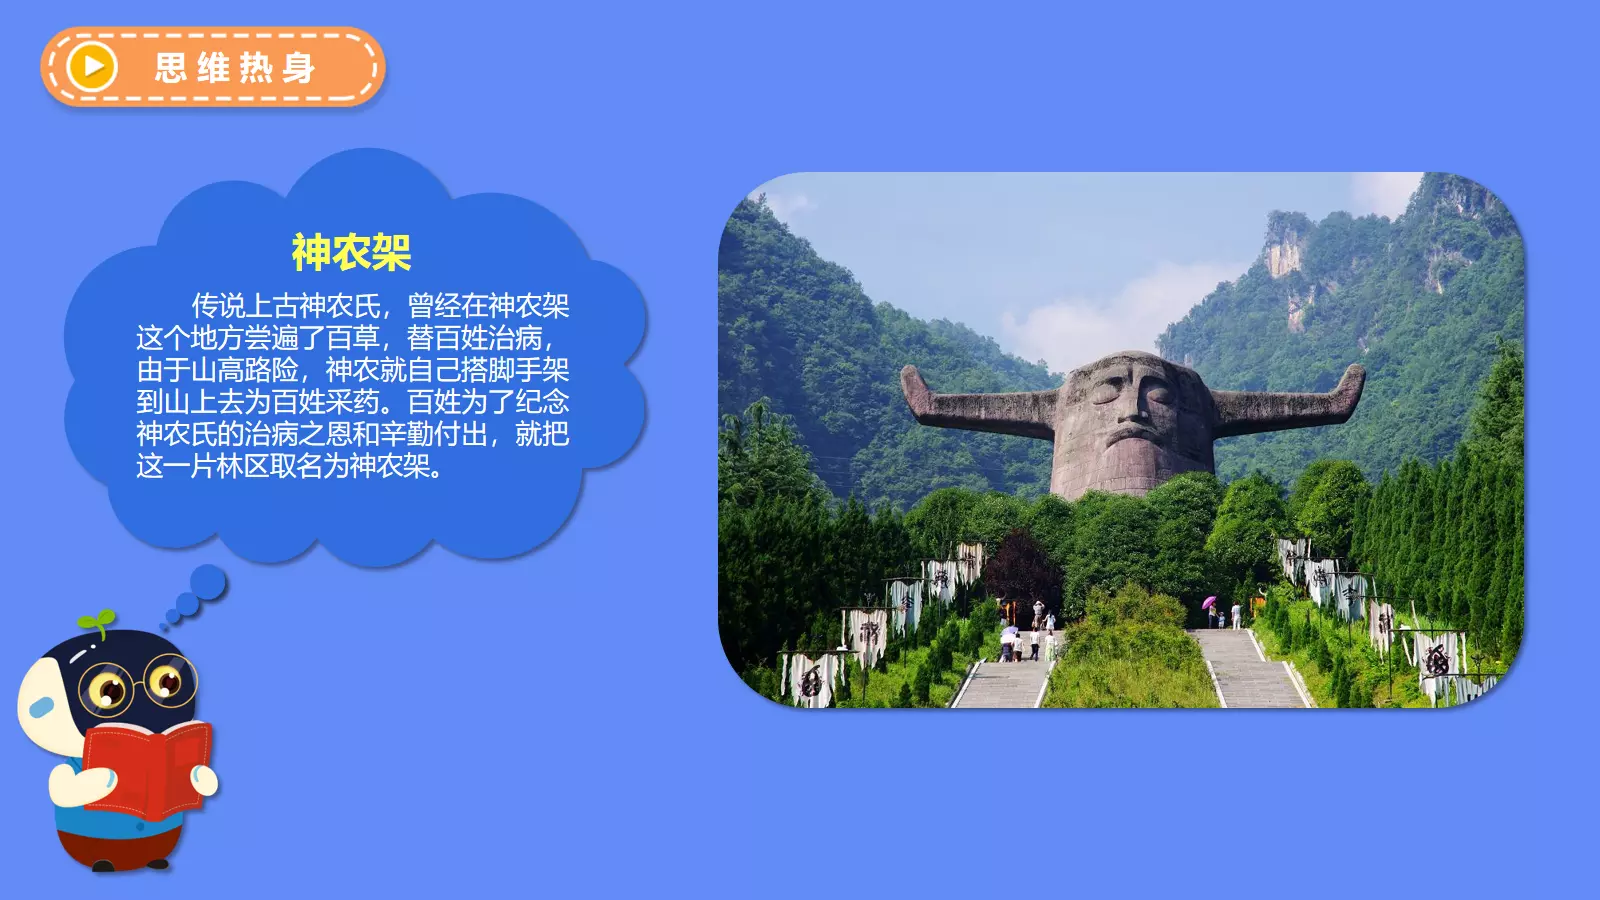 思维热身
神农架
传说上古神农氏，曾经在神农架
这个地方尝遍了百草，替百姓治病，
由于山高路险，神农就自己搭脚手架
到山上去为百姓采药。百姓为了纪念
神农氏的治病之恩和辛勤付出，就把
这一片林区取名为神农架。